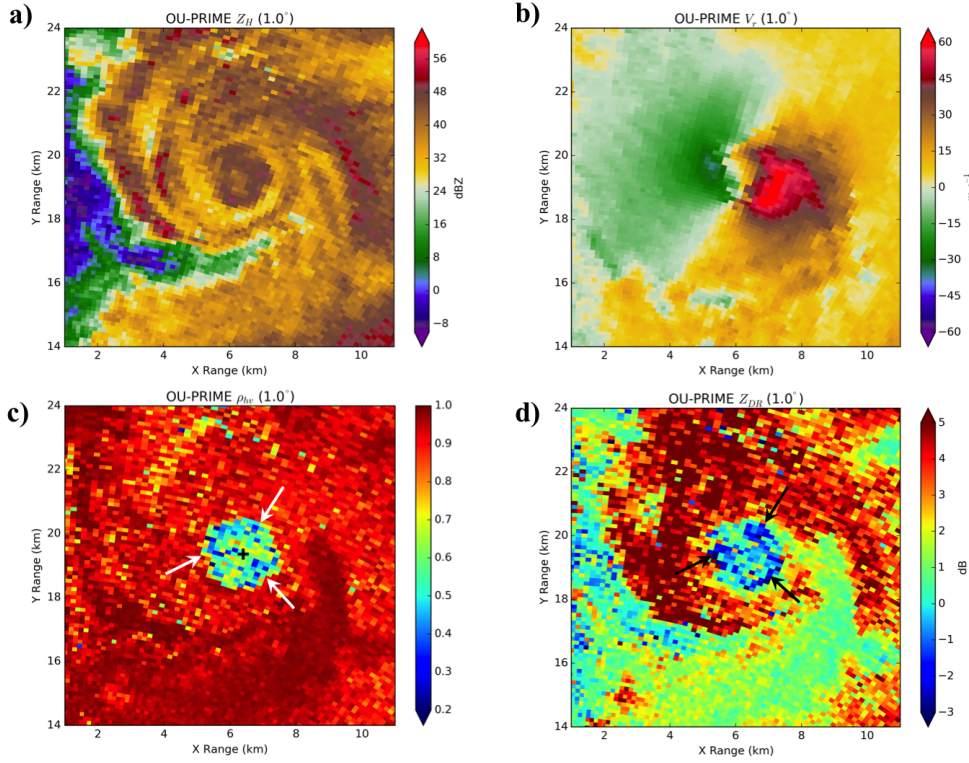 a)
OU-PRIME Z_H (1.0°)
24
22
20
18
16
14
Y Range (km)
2 4 6 8 10
X Range (km)
56
48
40
32
24
16
8
0
−8
dBZ
b)
OU-PRIME V_r (1.0°)
24
22
20
18
16
14
Y Range (km)
2 4 6 8 10
X Range (km)
60
45
30
15
0
−15
−30
−45
−60
c)
OU-PRIME ρ_hv (1.0°)
24
22
20
18
16
14
Y Range (km)
2 4 6 8 10
X Range (km)
1.0
0.9
0.8
0.7
0.6
0.5
0.4
0.3
0.2
d)
OU-PRIME Z_DR (1.0°)
24
22
20
18
16
14
Y Range (km)
2 4 6 8 10
X Range (km)
5
4
3
2
1
0
−1
−2
−3
dB